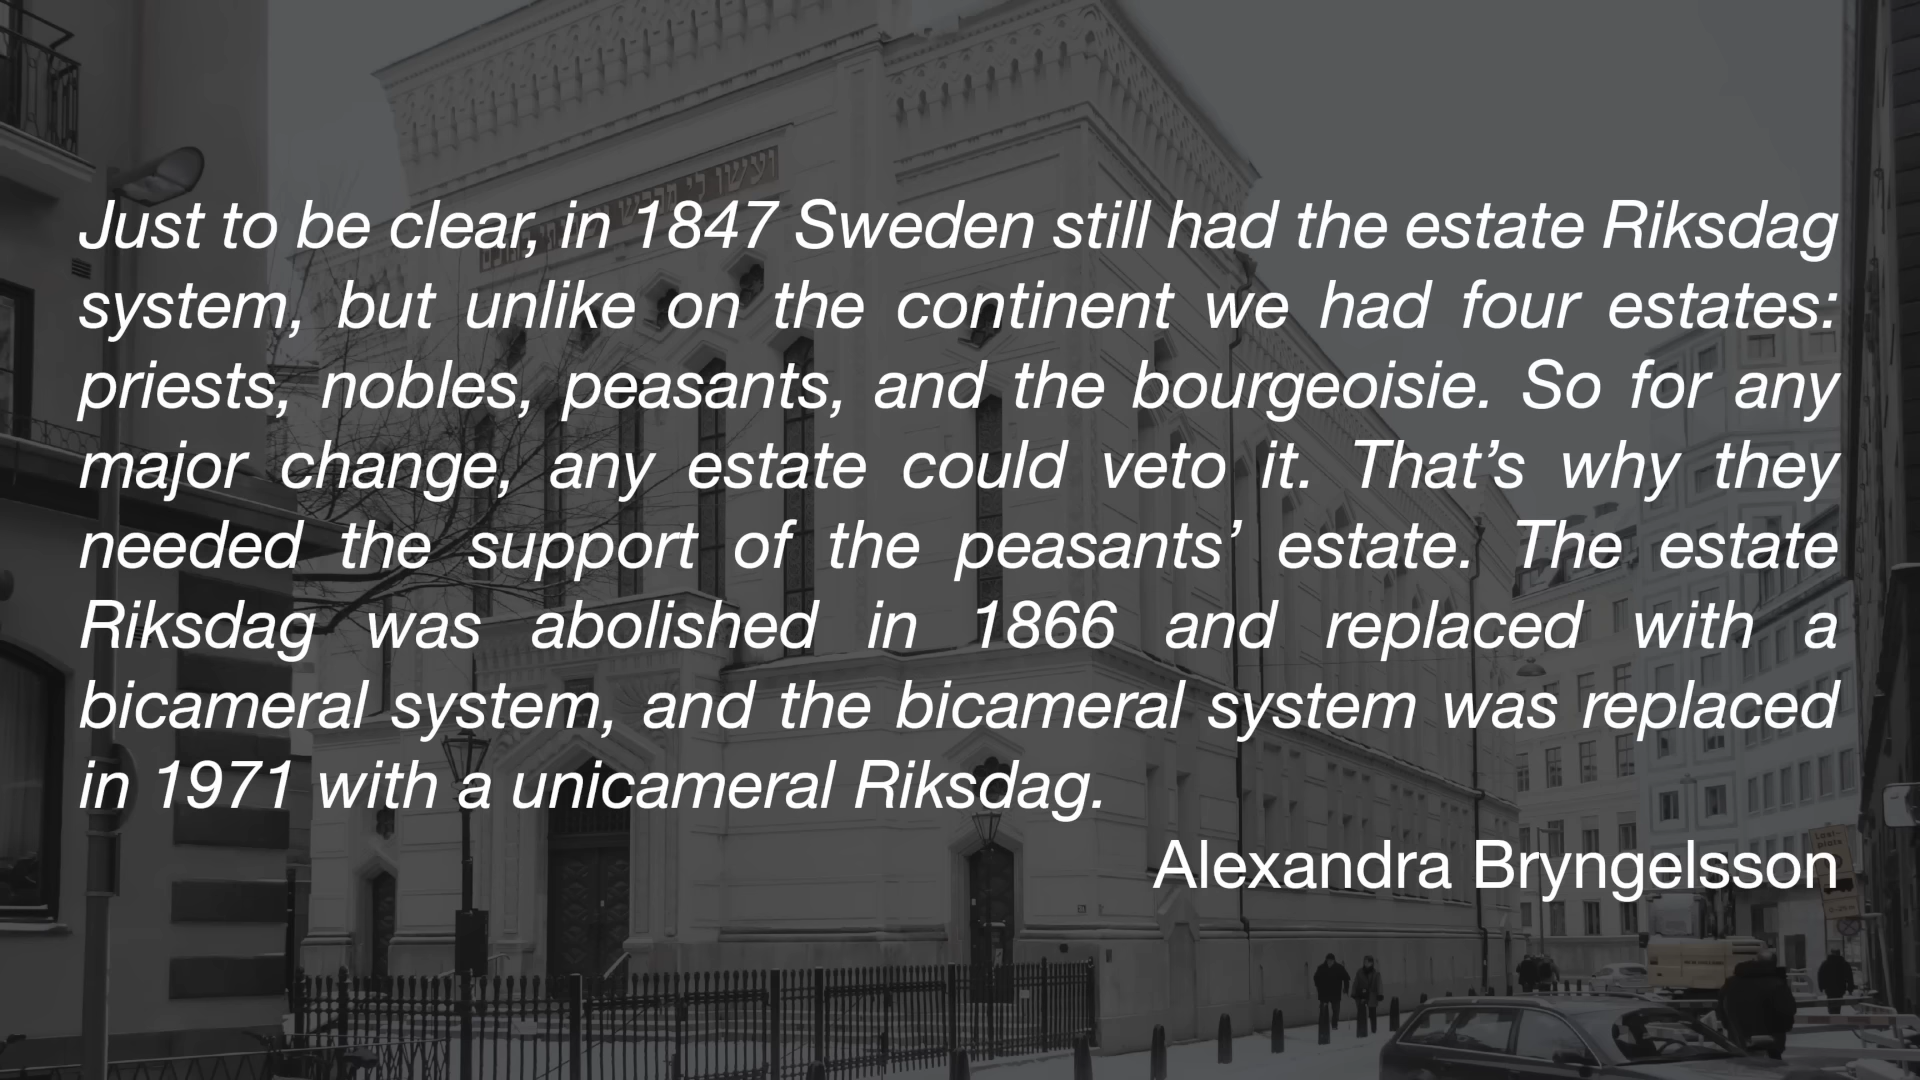 ועשו לי מקדש
Just to be clear, in 1847 Sweden still had the estate Riksdag
system, but unlike on the continent we had four estates:
priests, nobles, peasants, and the bourgeoisie. So for any
major change, any estate could veto it. That’s why they
needed the support of the peasants’ estate. The estate
Riksdag was abolished in 1866 and replaced with a
bicameral system, and the bicameral system was replaced
in 1971 with a unicameral Riksdag.
Alexandra Bryngelsson